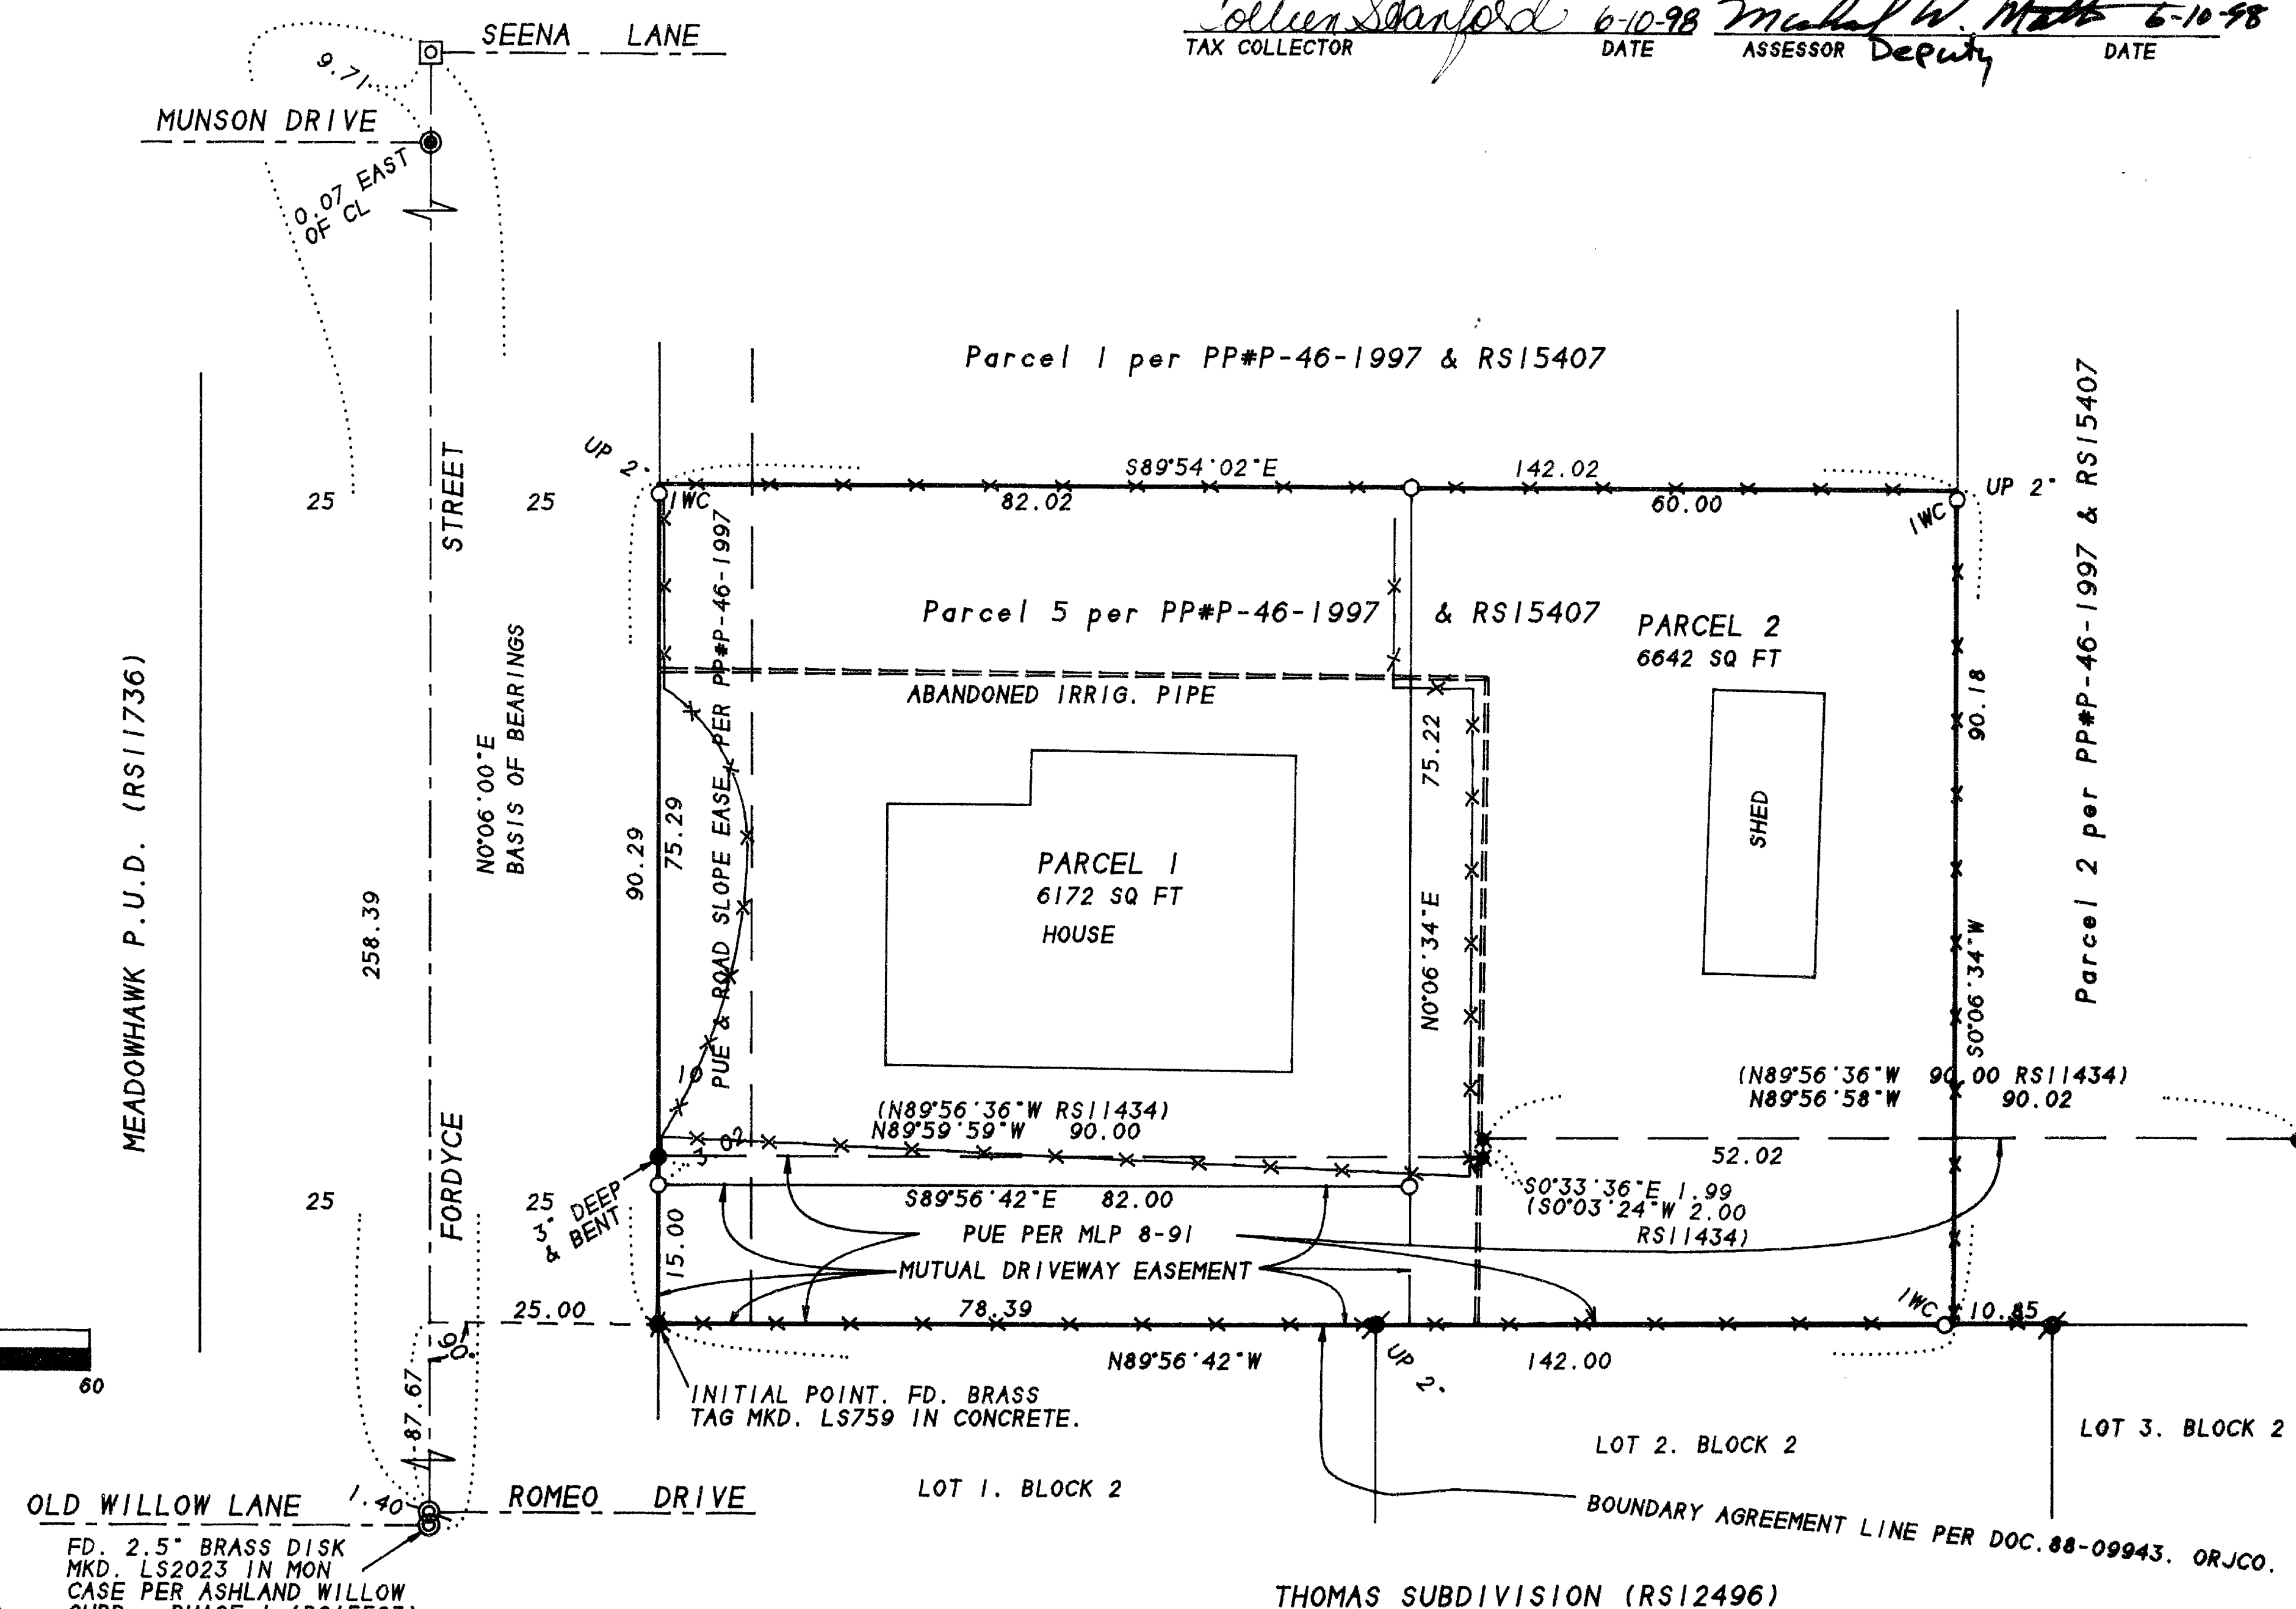 Colleen Stanford 6-10-98 Michael W. 6-10-98
TAX COLLECTOR DATE ASSESSOR Deputy DATE
SEENA LANE
9.71
MUNSON DRIVE
0.07 EAST
OF CL
Parcel 1 per PP#P-46-1997 & RS15407
UP 2"
S89°54'02"E 142.02
UP 2"
25
STREET
25
1WC
82.02
60.00
1WC
Parcel 5 per PP#P-46-1997 & RS15407
PARCEL 2
6642 SQ FT
Parcel 2 per PP#P-46-1997 & RS15407
MEADOWHAWK P.U.D. (RS11736)
N0°06'00"E
BASIS OF BEARINGS
PUE & ROAD SLOPE EASE. PER PP#P-46-1997
ABANDONED IRRIG. PIPE
75.22
90.18
SHED
90.29
75.29
258.39
PARCEL 1
6172 SQ FT
HOUSE
N0°06'34"E
S0°06'34"W
10
(N89°56'36"W RS11434)
N89°59'59"W 90.00
(N89°56'36"W 90.00 RS11434)
N89°56'58"W 90.02
3.02
52.02
FORDYCE
25
25
3" DEEP
& BENT
S89°56'42"E 82.00
S0°33'36"E 1.99
(S0°03'24"W 2.00
RS11434)
15.00
PUE PER MLP 8-91
MUTUAL DRIVEWAY EASEMENT
25.00
78.39
1WC
10.85
90°
N89°56'42"W
UP 2"
142.00
60
87.67
INITIAL POINT. FD. BRASS
TAG MKD. LS759 IN CONCRETE.
LOT 1. BLOCK 2
LOT 2. BLOCK 2
LOT 3. BLOCK 2
OLD WILLOW LANE
1.40
ROMEO DRIVE
BOUNDARY AGREEMENT LINE PER DOC.88-09943. ORJCO.
FD. 2.5" BRASS DISK
MKD. LS2023 IN MON
CASE PER ASHLAND WILLOW
THOMAS SUBDIVISION (RS12496)